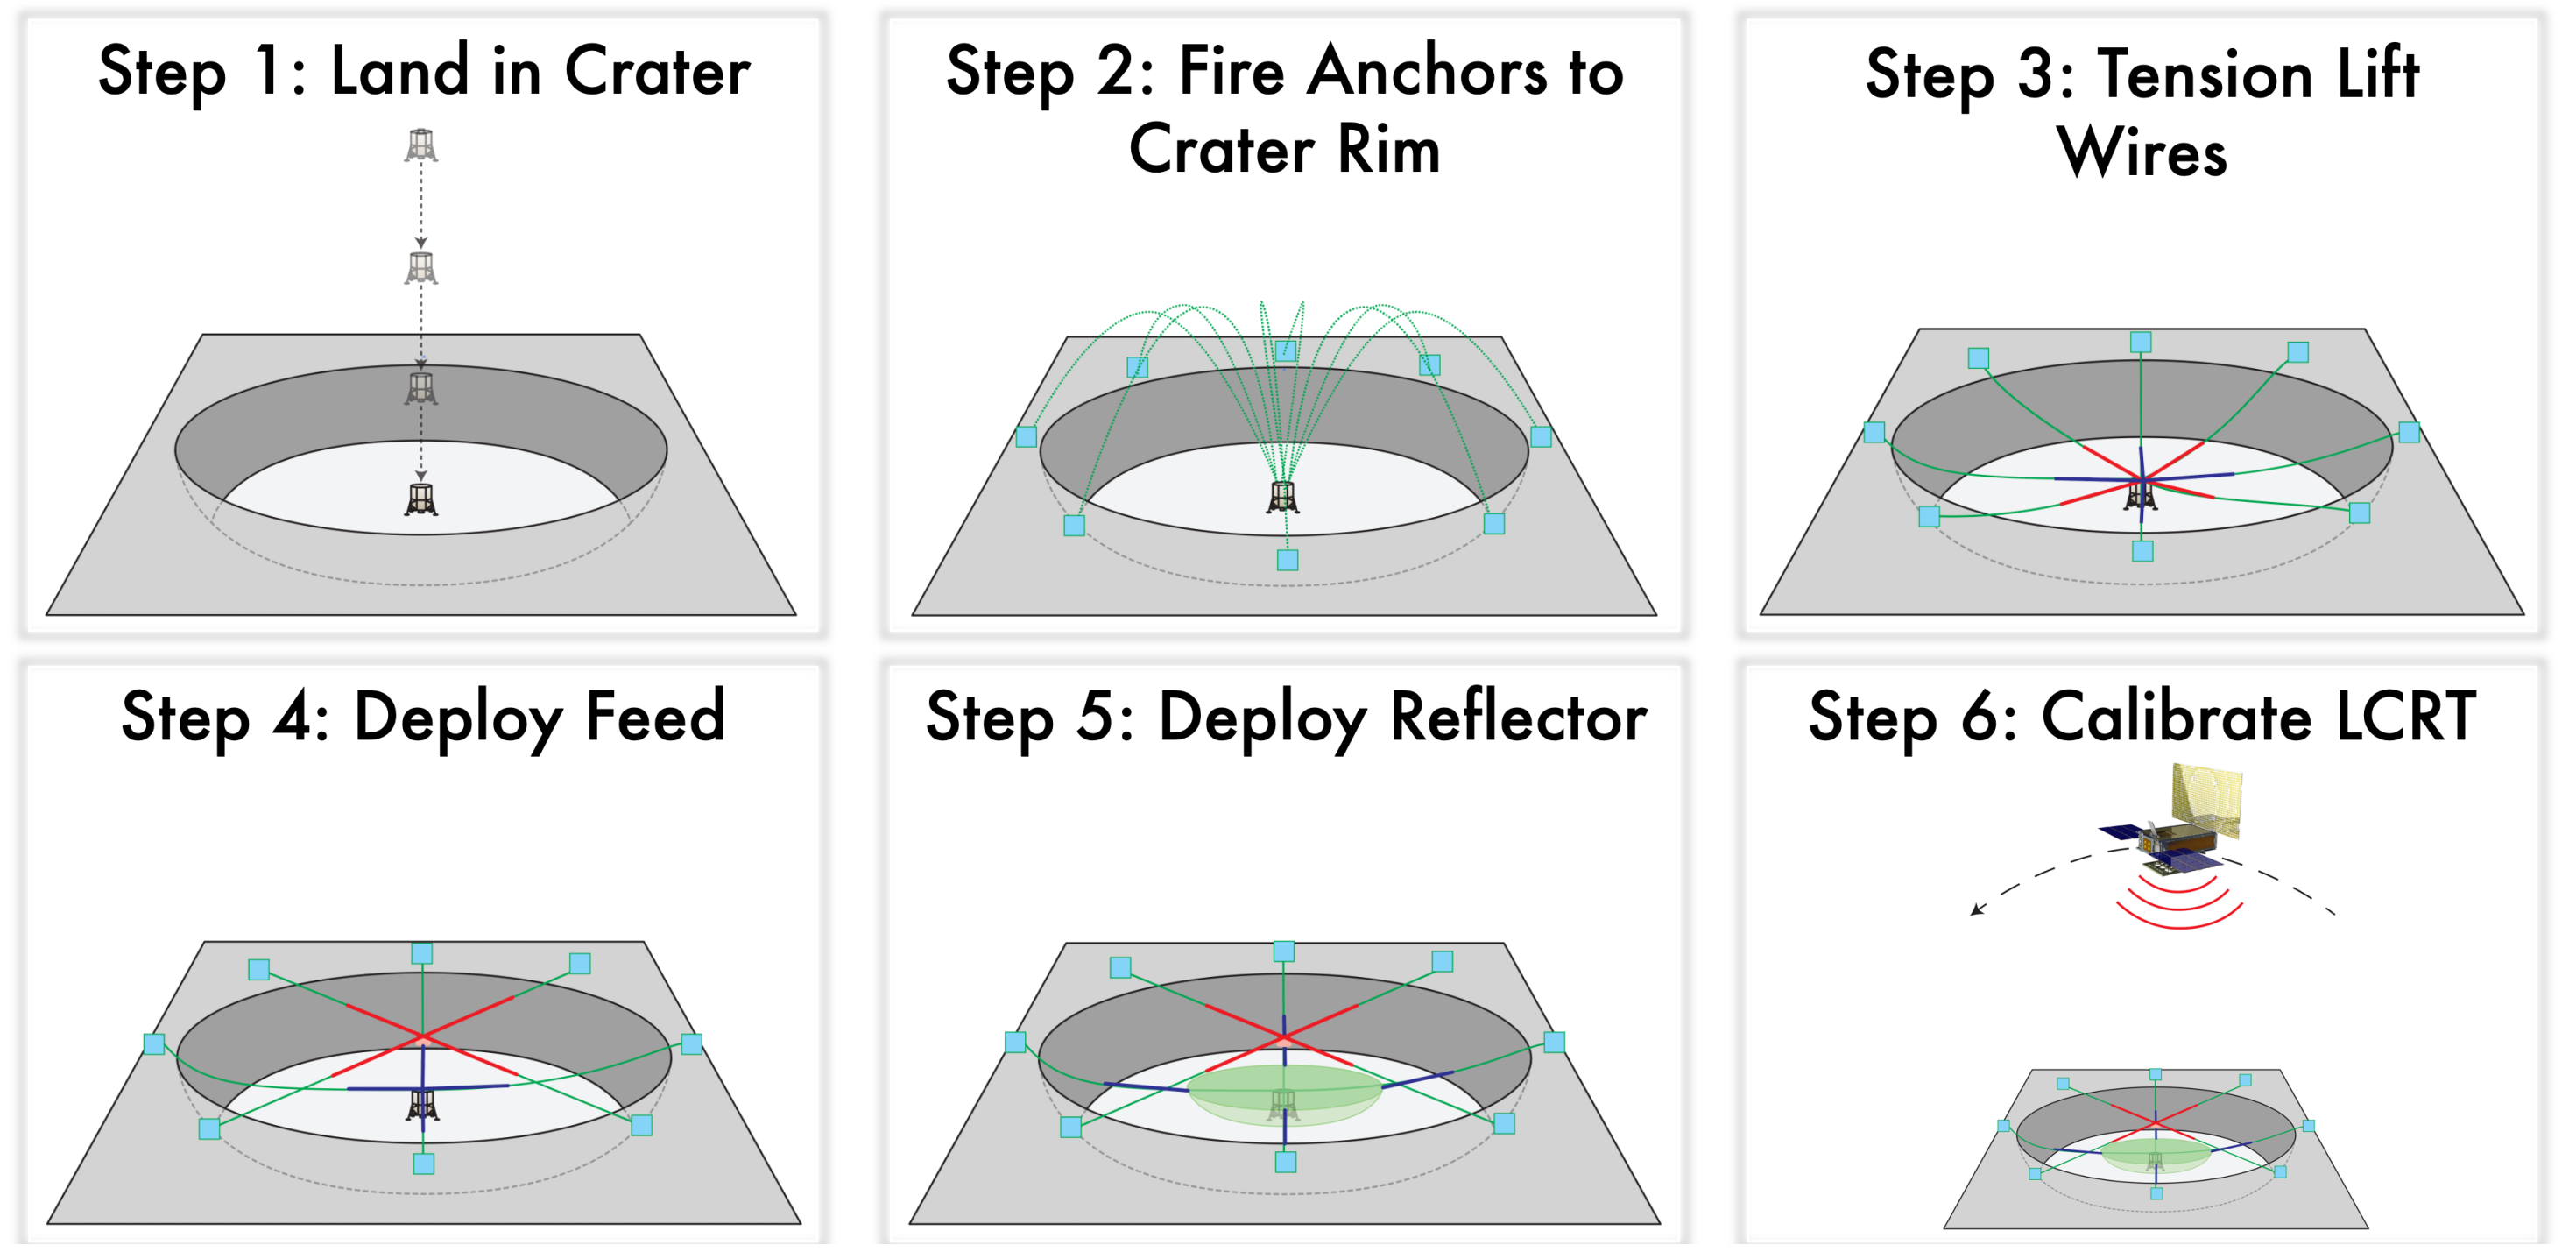 Step 1: Land in Crater
Step 2: Fire Anchors to
Crater Rim
Step 3: Tension Lift
Wires
Step 4: Deploy Feed
Step 5: Deploy Reflector
Step 6: Calibrate LCRT